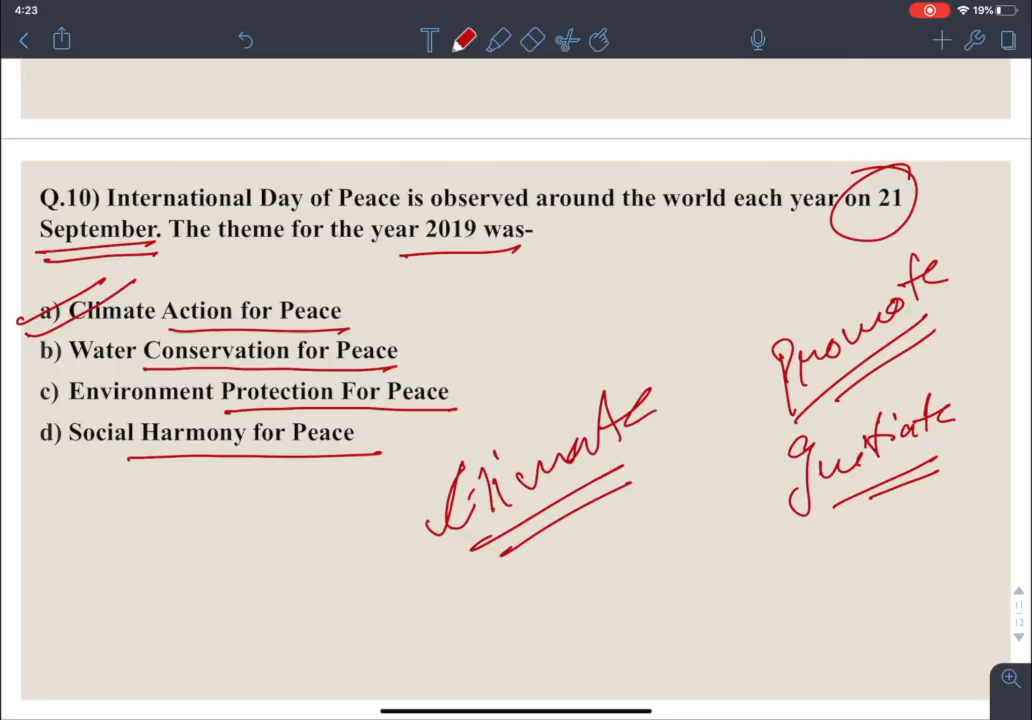 4:23
19%
Q.10) International Day of Peace is observed around the world each year on 21
September. The theme for the year 2019 was-
a) Climate Action for Peace
b) Water Conservation for Peace
c) Environment Protection For Peace
d) Social Harmony for Peace
Promote
Climate
11
12